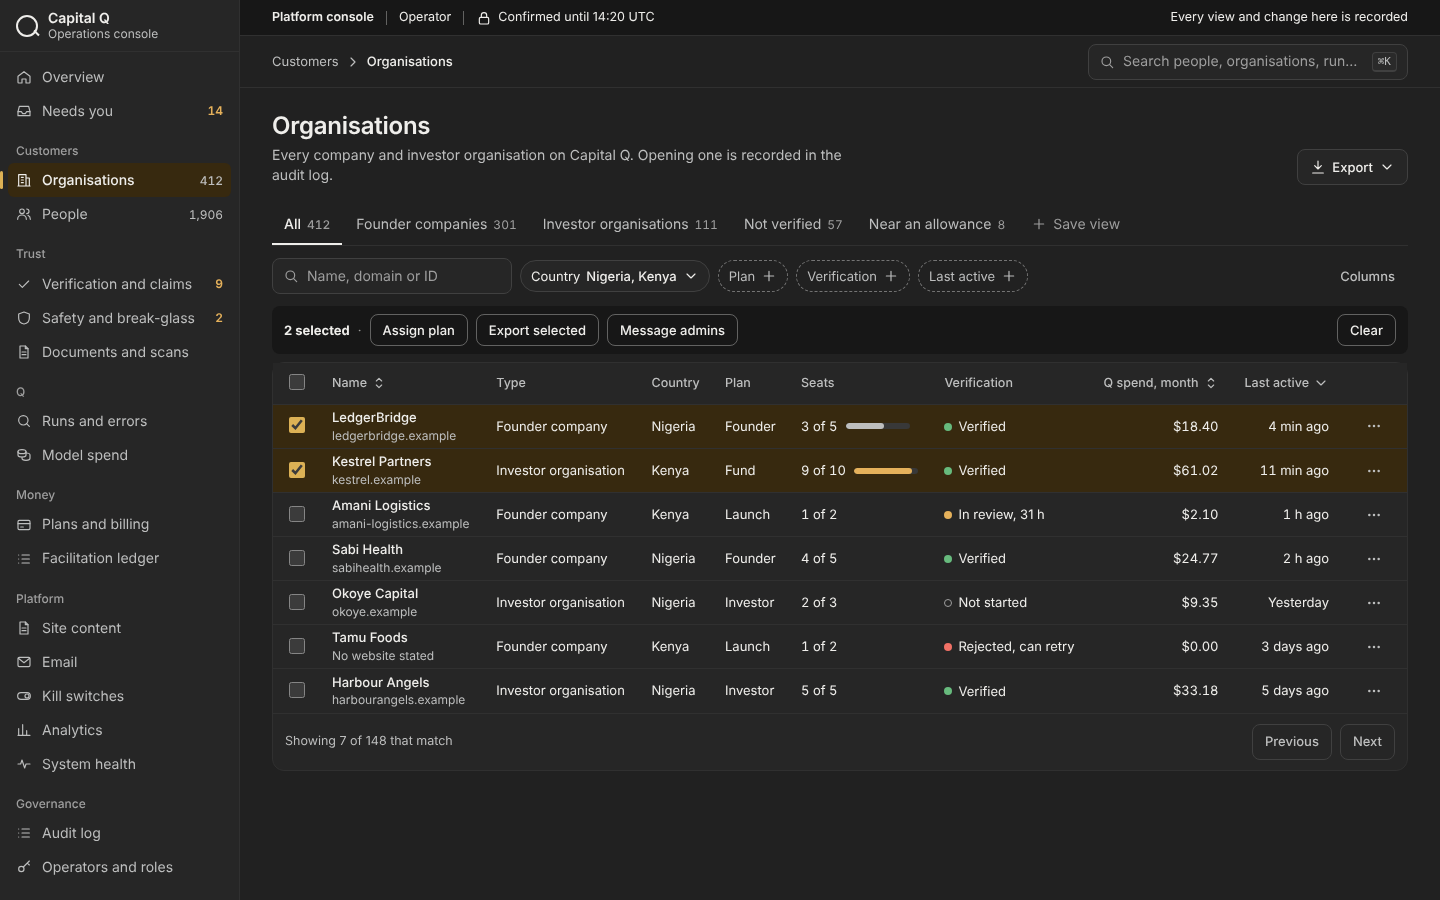 Capital Q
Operations console
Platform console
Operator
Confirmed until 14:20 UTC
Every view and change here is recorded
Customers
Organisations
Search people, organisations, run...
⌘K
Overview
Needs you 14
Customers
Organisations 412
People 1,906
Trust
Verification and claims 9
Safety and break-glass 2
Documents and scans
Q
Runs and errors
Model spend
Money
Plans and billing
Facilitation ledger
Platform
Site content
Email
Kill switches
Analytics
System health
Governance
Audit log
Operators and roles
Organisations
Every company and investor organisation on Capital Q. Opening one is recorded in the
audit log.
Export
All 412 Founder companies 301 Investor organisations 111 Not verified 57 Near an allowance 8 Save view
Name, domain or ID
Country Nigeria, Kenya
Plan
Verification
Last active
Columns
2 selected · Assign plan Export selected Message admins Clear
Name Type Country Plan Seats Verification Q spend, month Last active
LedgerBridge
ledgerbridge.example
Founder company Nigeria Founder 3 of 5 Verified $18.40 4 min ago
Kestrel Partners
kestrel.example
Investor organisation Kenya Fund 9 of 10 Verified $61.02 11 min ago
Amani Logistics
amani-logistics.example
Founder company Kenya Launch 1 of 2 In review, 31 h $2.10 1 h ago
Sabi Health
sabihealth.example
Founder company Nigeria Founder 4 of 5 Verified $24.77 2 h ago
Okoye Capital
okoye.example
Investor organisation Nigeria Investor 2 of 3 Not started $9.35 Yesterday
Tamu Foods
No website stated
Founder company Kenya Launch 1 of 2 Rejected, can retry $0.00 3 days ago
Harbour Angels
harbourangels.example
Investor organisation Nigeria Investor 5 of 5 Verified $33.18 5 days ago
Showing 7 of 148 that match
Previous
Next